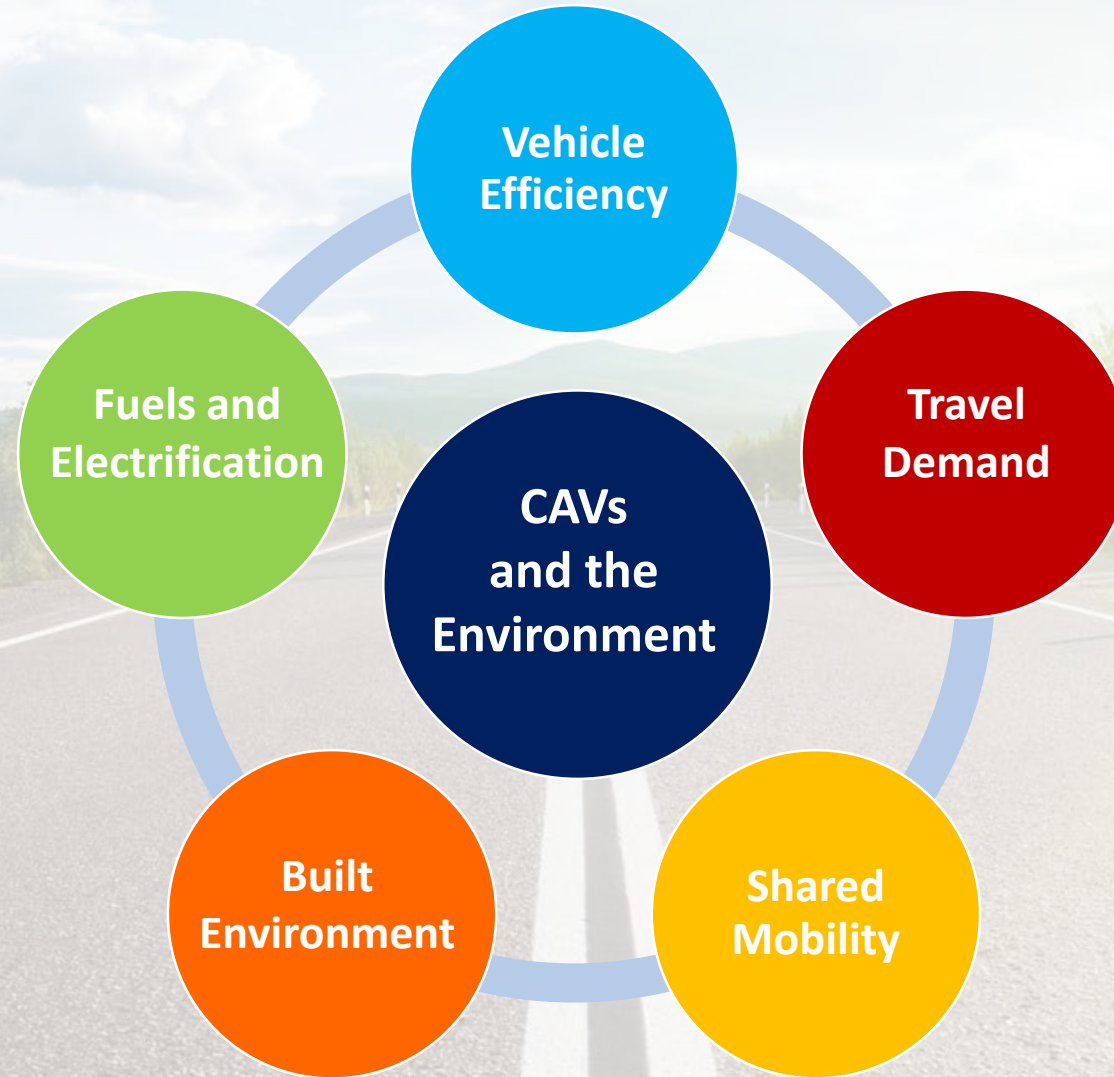 Vehicle
Efficiency
Fuels and
Electrification
Travel
Demand
CAVs
and the
Environment
Built
Environment
Shared
Mobility